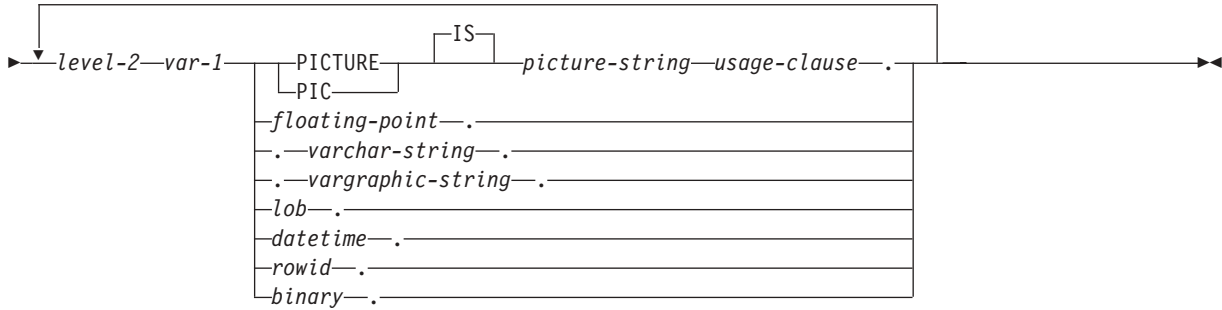 IS
level-2 var-1 PICTURE picture-string usage-clause .
PIC
floating-point .
. varchar-string .
. vargraphic-string .
lob .
datetime .
rowid .
binary .